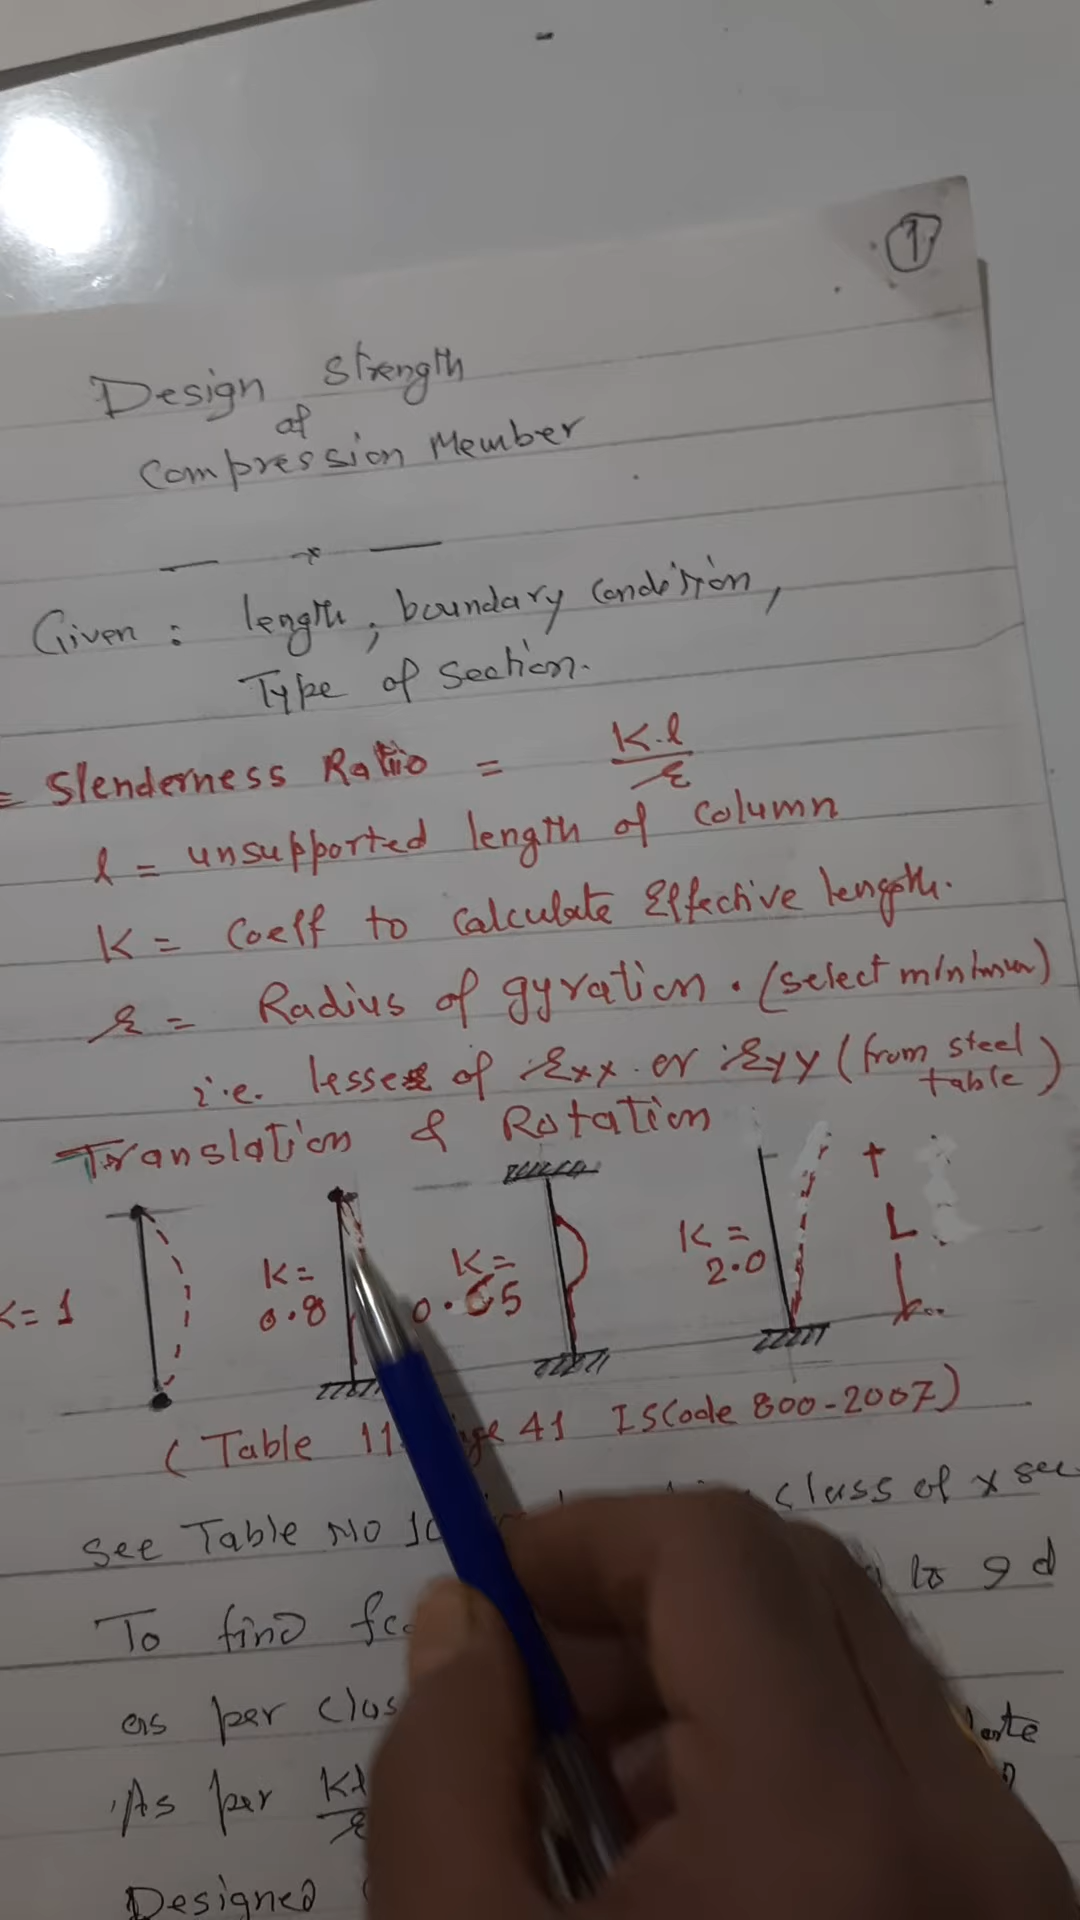 1
Design Strength
of
Compression Member
Given : length, boundary condition,
Type of Section.
= Slenderness Ratio = K.l / r
l = unsupported length of column
K = Coeff to calculate Effective length.
r = Radius of gyration. (select minimum)
i.e. lesser of rxx or ryy (from steel table)
Translation & Rotation
K = 1
K = 0.8
K = 0.65
K = 2.0
(Table 11 41 IS Code 800-2007)
see Table No 10 class of x sec
To find to 9 d
as per
As per Kl / r
Designed